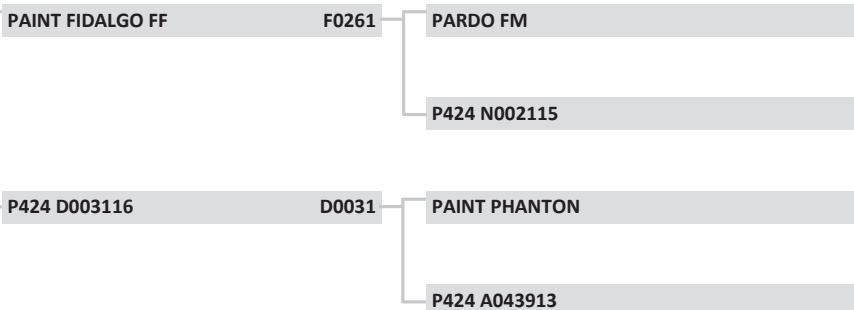 PAINT FIDALGO FF F0261
PARDO FM
P424 N002115
P424 D003116 D0031
PAINT PHANTON
P424 A043913